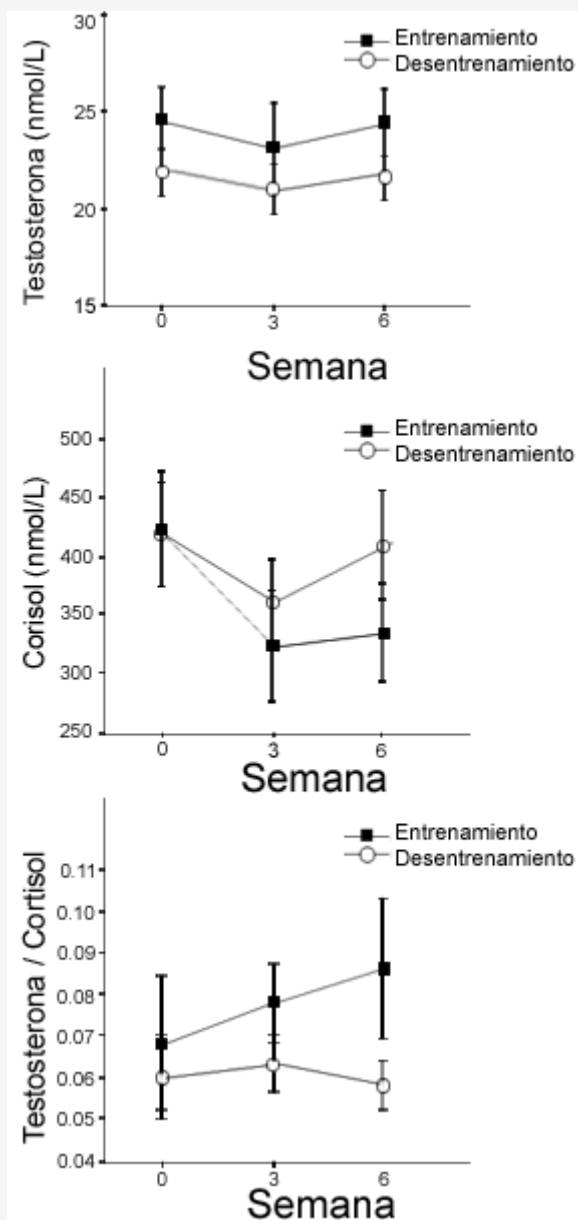 30
Entrenamiento
Desentrenamiento
25
20
15
Testosterona (nmol/L)
0 3 6
Semana
Entrenamiento
Desentrenamiento
500
450
400
350
300
250
Corisol (nmol/L)
0 3 6
Semana
Entrenamiento
Desentrenamiento
0.11
0.10
0.09
0.08
0.07
0.06
0.05
0.04
Testosterona / Cortisol
0 3 6
Semana